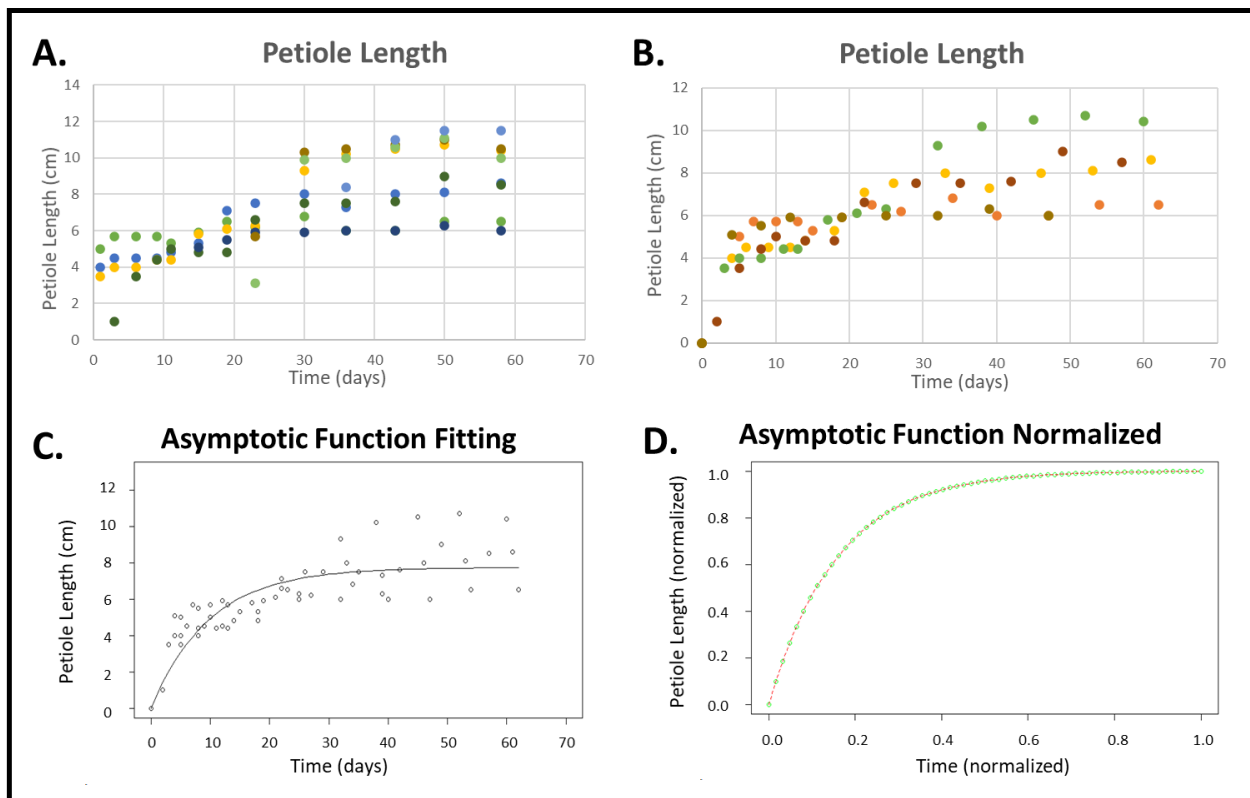 A.
Petiole Length
14
12
10
8
6
4
2
0
Petiole Length (cm)
0 10 20 30 40 50 60 70
Time (days)
B.
Petiole Length
12
10
8
6
4
2
0
Petiole Length (cm)
0 10 20 30 40 50 60 70
Time (days)
C.
Asymptotic Function Fitting
12
10
8
6
4
2
0
Petiole Length (cm)
0 10 20 30 40 50 60 70
Time (days)
D.
Asymptotic Function Normalized
1.0
0.8
0.6
0.4
0.2
0.0
Petiole Length (normalized)
0.0 0.2 0.4 0.6 0.8 1.0
Time (normalized)